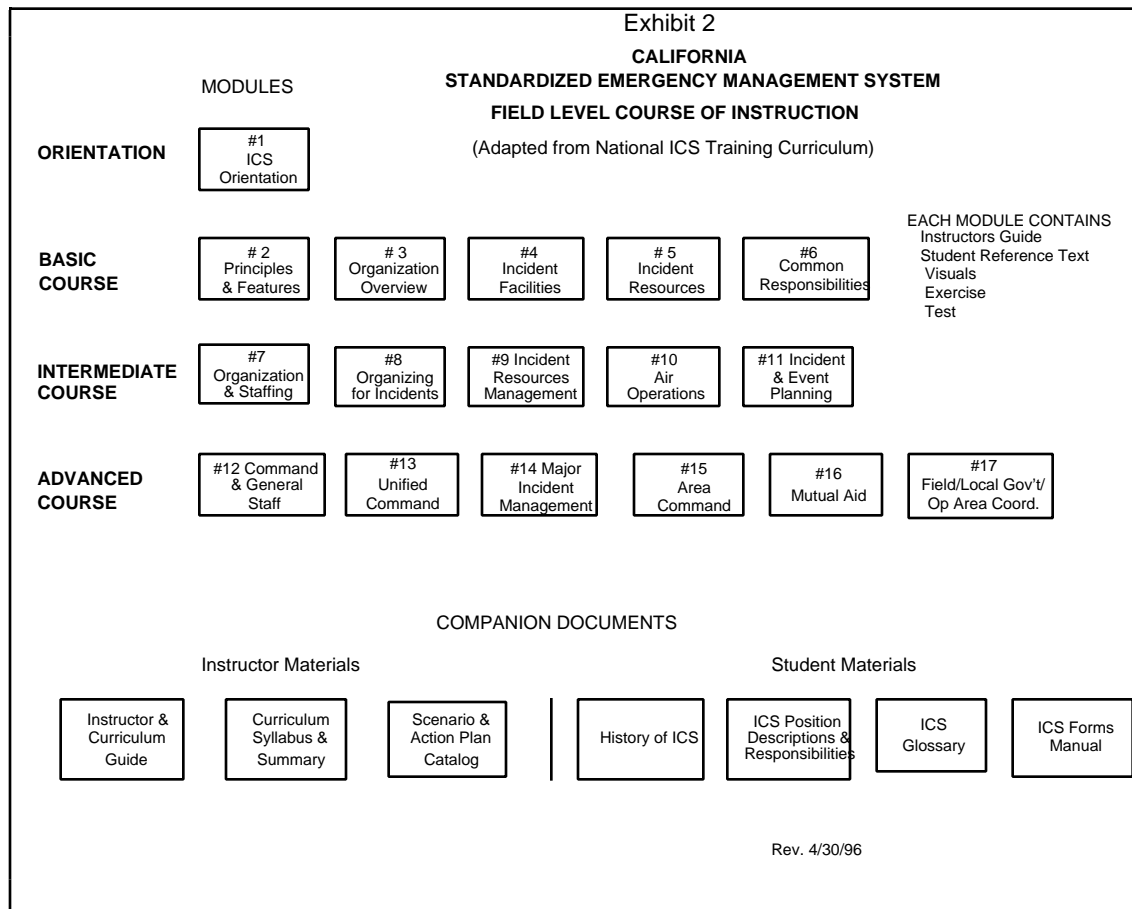 Exhibit 2
CALIFORNIA
STANDARDIZED EMERGENCY MANAGEMENT SYSTEM
FIELD LEVEL COURSE OF INSTRUCTION
(Adapted from National ICS Training Curriculum)
MODULES
ORIENTATION
#1
ICS
Orientation
EACH MODULE CONTAINS
Instructors Guide
Student Reference Text
Visuals
Exercise
Test
BASIC
COURSE
# 2
Principles
& Features
# 3
Organization
Overview
#4
Incident
Facilities
# 5
Incident
Resources
#6
Common
Responsibilities
INTERMEDIATE
COURSE
#7
Organization
& Staffing
#8
Organizing
for Incidents
#9 Incident
Resources
Management
#10
Air
Operations
#11 Incident
& Event
Planning
ADVANCED
COURSE
#12 Command
& General
Staff
#13
Unified
Command
#14 Major
Incident
Management
#15
Area
Command
#16
Mutual Aid
#17
Field/Local Gov't/
Op Area Coord.
COMPANION DOCUMENTS
Instructor Materials
Instructor &
Curriculum
Guide
Curriculum
Syllabus &
Summary
Scenario &
Action Plan
Catalog
Student Materials
History of ICS
ICS Position
Descriptions &
Responsibilities
ICS
Glossary
ICS Forms
Manual
Rev. 4/30/96